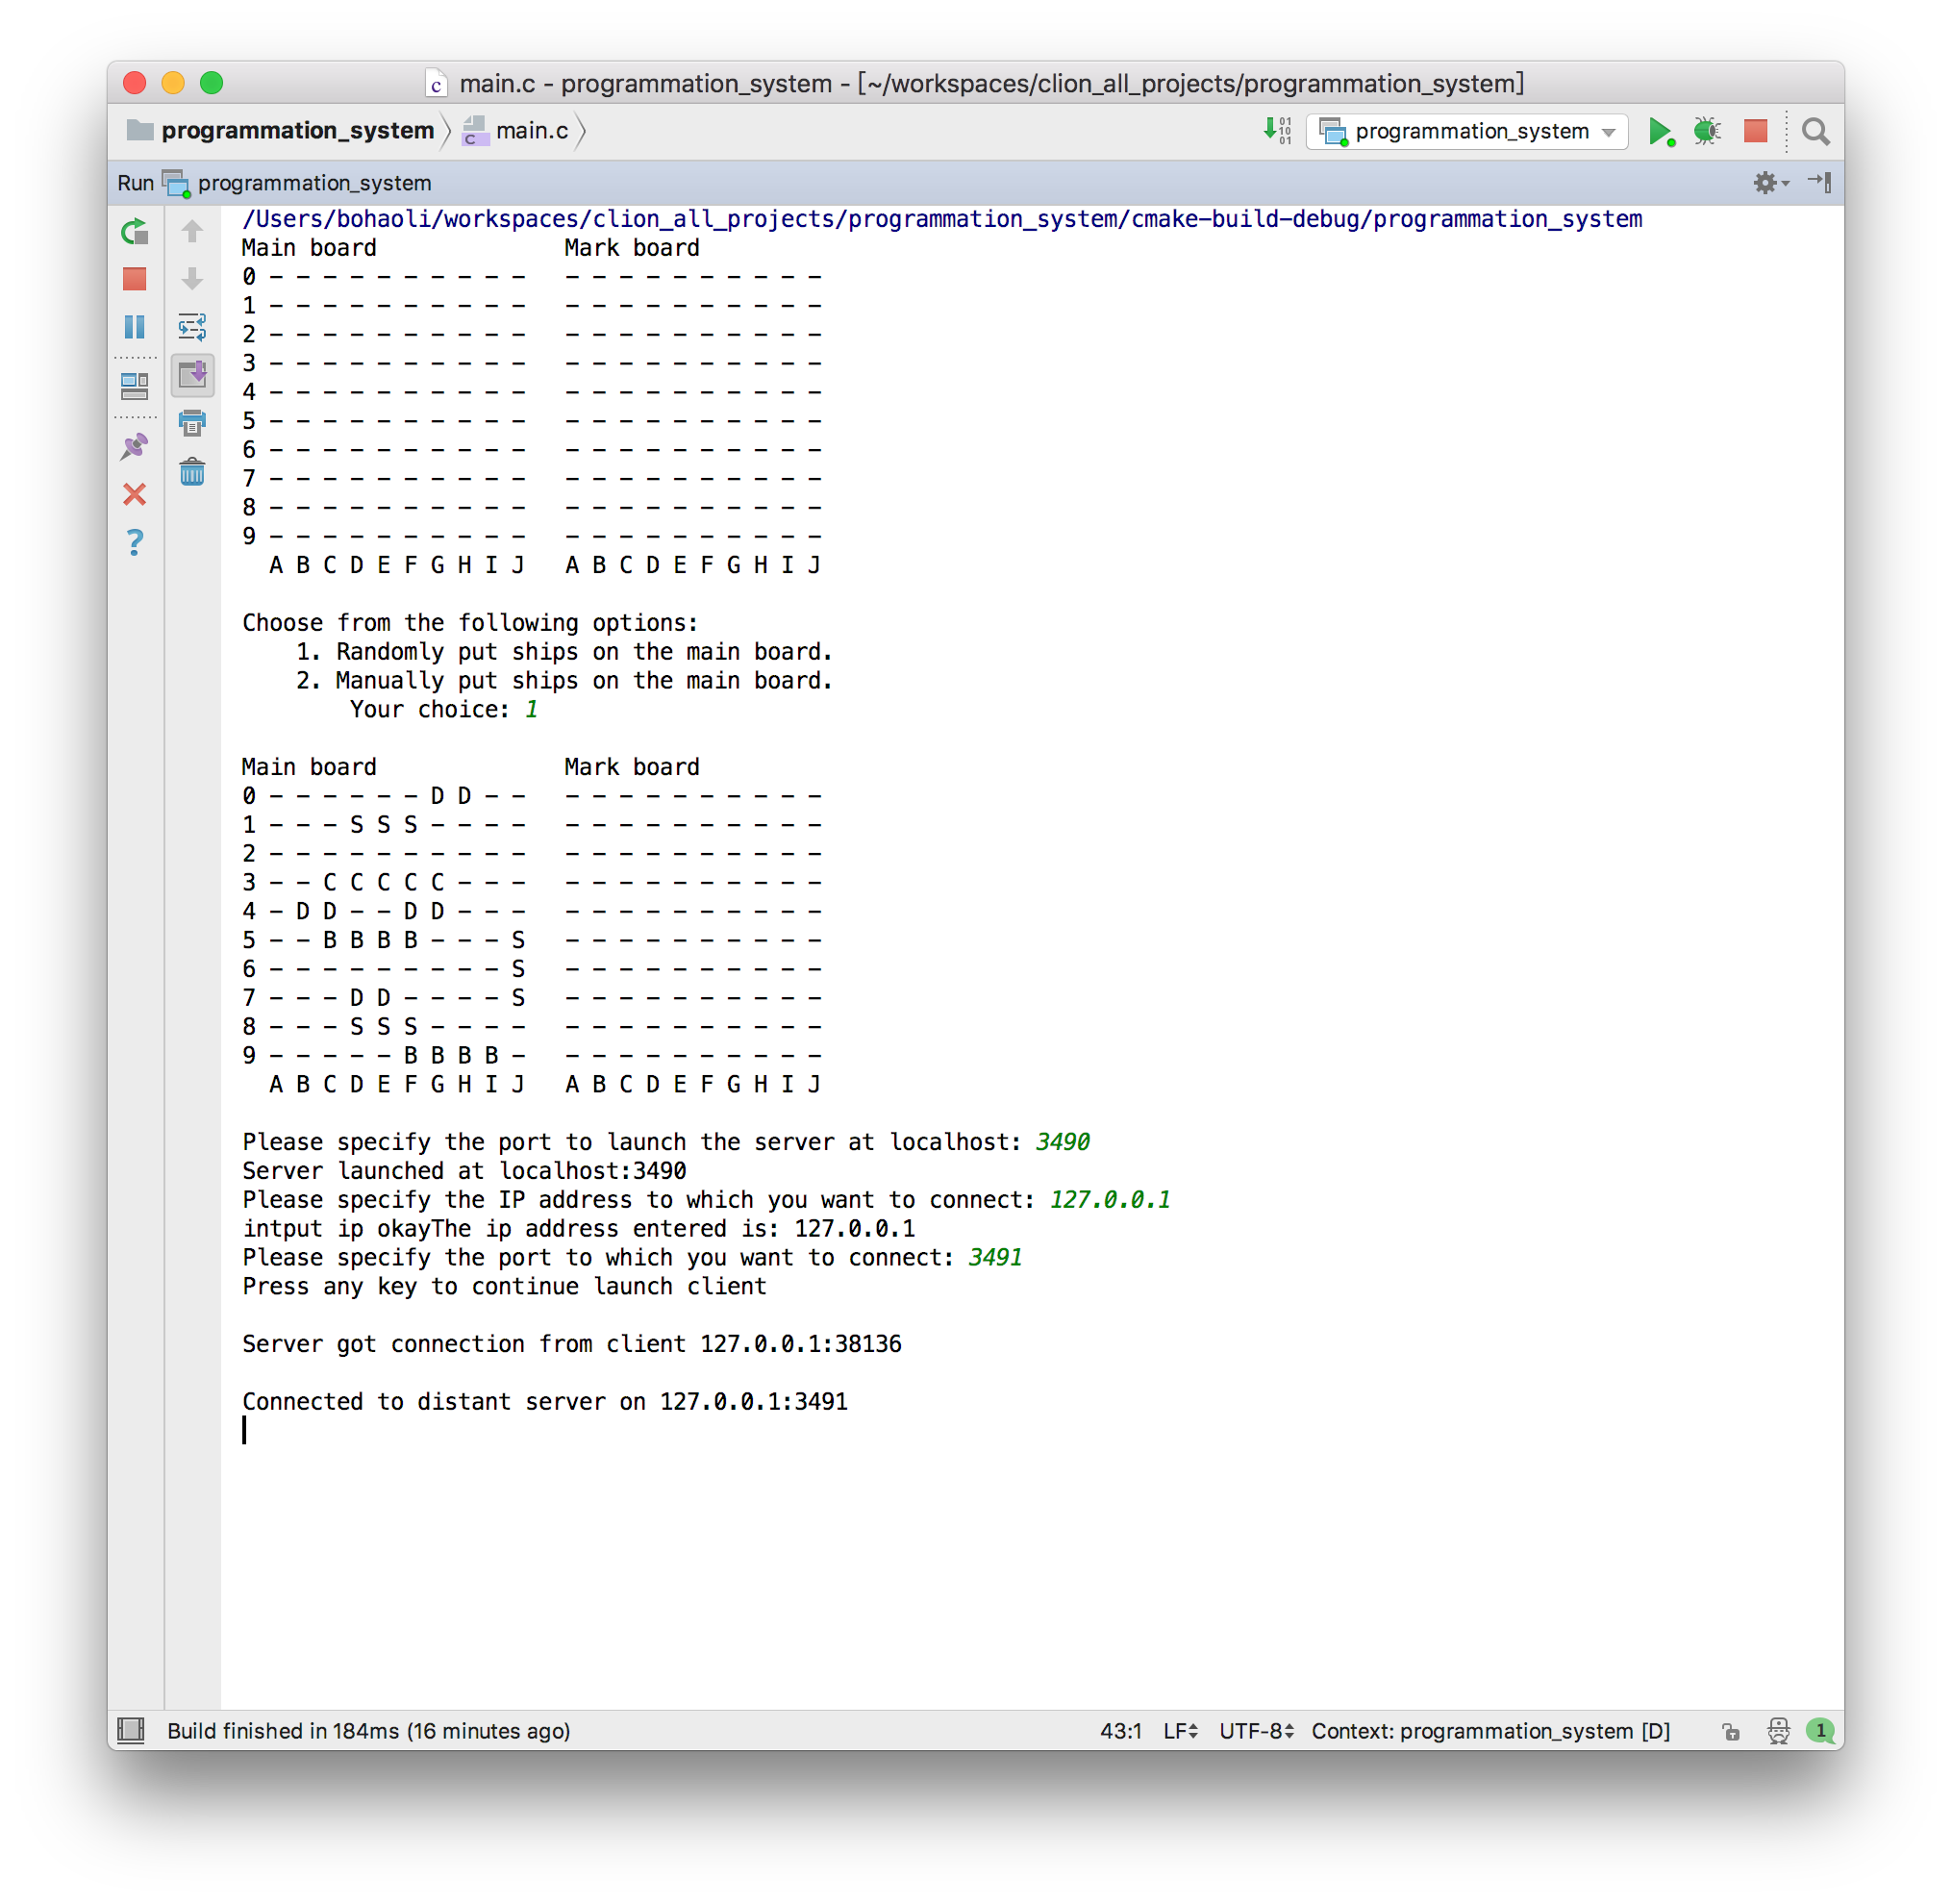 main.c - programmation_system - [~/workspaces/clion_all_projects/programmation_system]
programmation_system main.c programmation_system
Run programmation_system
/Users/bohaoli/workspaces/clion_all_projects/programmation_system/cmake-build-debug/programmation_system
Main board              Mark board
0 - - - - - - - - - -   - - - - - - - - - -
1 - - - - - - - - - -   - - - - - - - - - -
2 - - - - - - - - - -   - - - - - - - - - -
3 - - - - - - - - - -   - - - - - - - - - -
4 - - - - - - - - - -   - - - - - - - - - -
5 - - - - - - - - - -   - - - - - - - - - -
6 - - - - - - - - - -   - - - - - - - - - -
7 - - - - - - - - - -   - - - - - - - - - -
8 - - - - - - - - - -   - - - - - - - - - -
9 - - - - - - - - - -   - - - - - - - - - -
  A B C D E F G H I J   A B C D E F G H I J
Choose from the following options:
    1. Randomly put ships on the main board.
    2. Manually put ships on the main board.
        Your choice: 1
Main board              Mark board
0 - - - - - - D D - -   - - - - - - - - - -
1 - - - S S S - - - -   - - - - - - - - - -
2 - - - - - - - - - -   - - - - - - - - - -
3 - - C C C C C - - -   - - - - - - - - - -
4 - D D - - D D - - -   - - - - - - - - - -
5 - - B B B B - - - S   - - - - - - - - - -
6 - - - - - - - - - S   - - - - - - - - - -
7 - - - D D - - - - S   - - - - - - - - - -
8 - - - S S S - - - -   - - - - - - - - - -
9 - - - - - B B B B -   - - - - - - - - - -
  A B C D E F G H I J   A B C D E F G H I J
Please specify the port to launch the server at localhost: 3490
Server launched at localhost:3490
Please specify the IP address to which you want to connect: 127.0.0.1
intput ip okayThe ip address entered is: 127.0.0.1
Please specify the port to which you want to connect: 3491
Press any key to continue launch client
Server got connection from client 127.0.0.1:38136
Connected to distant server on 127.0.0.1:3491
Build finished in 184ms (16 minutes ago) 43:1 LF UTF-8 Context: programmation_system [D] 1